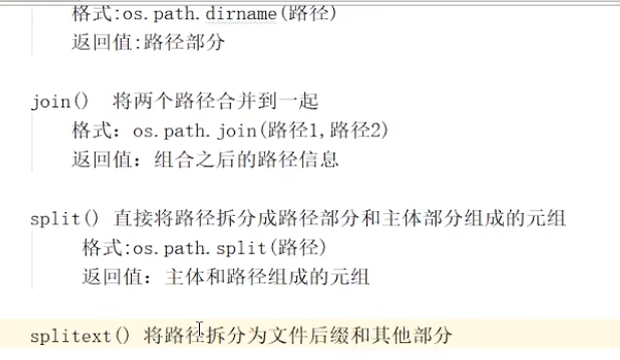 格式:os.path.dirname(路径)
返回值:路径部分
join() 将两个路径合并到一起
格式：os.path.join(路径1,路径2)
返回值：组合之后的路径信息
split() 直接将路径拆分成路径部分和主体部分组成的元组
格式:os.path.split(路径)
返回值：主体和路径组成的元组
splitext() 将路径拆分为文件后缀和其他部分